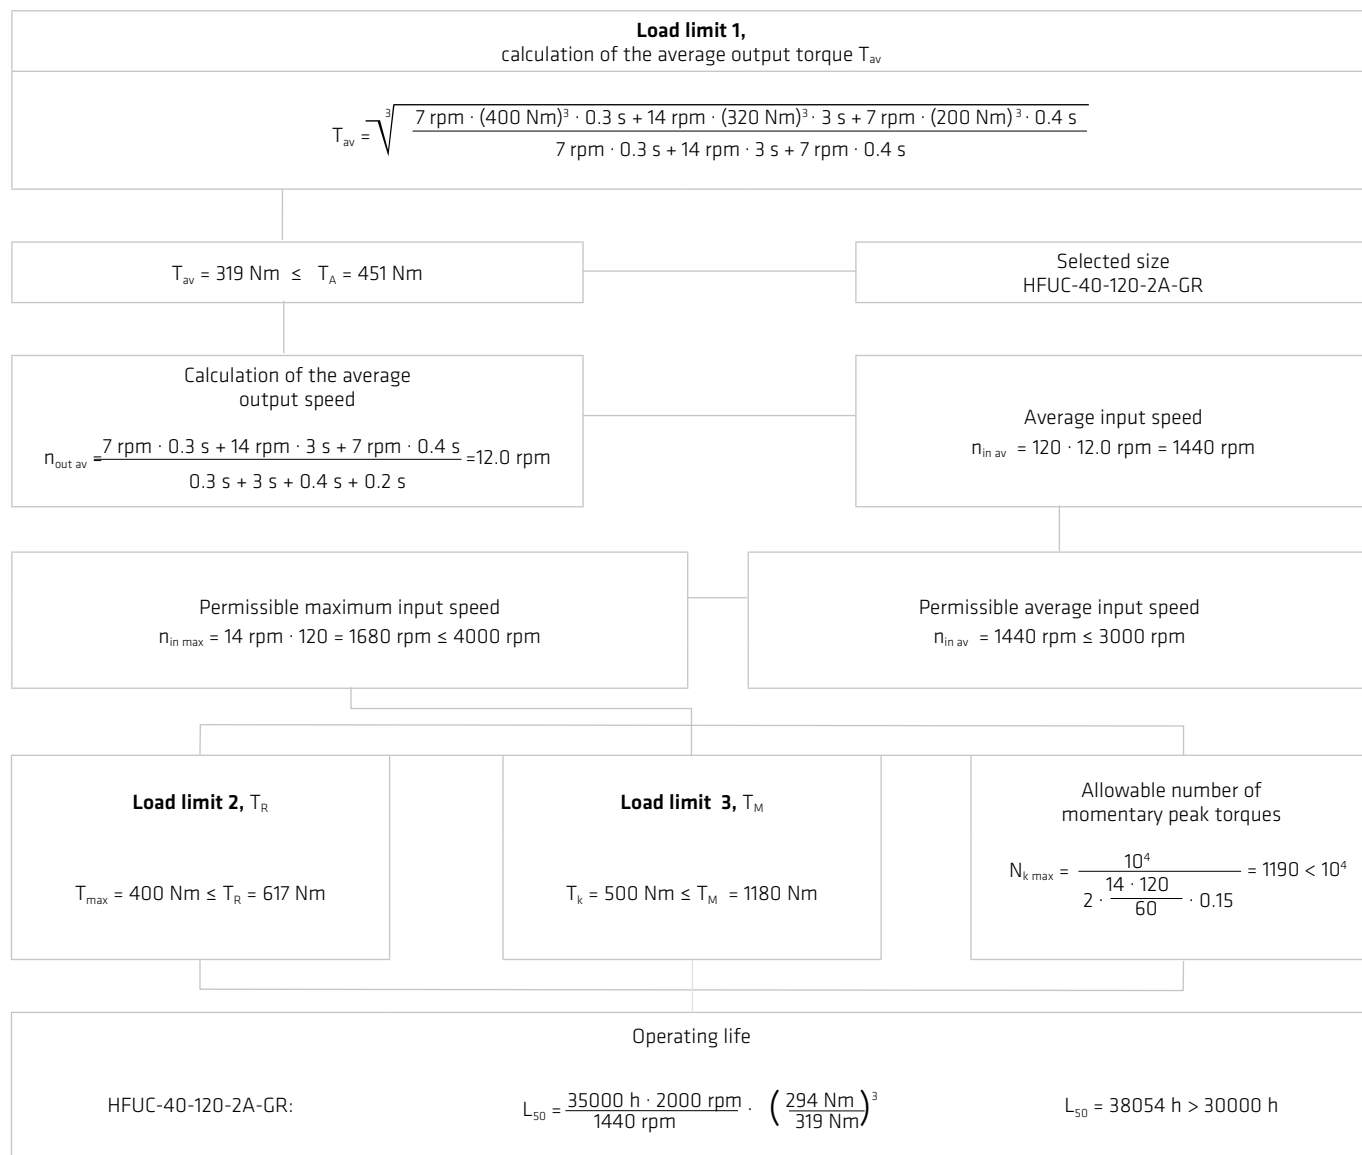 Load limit 1,
calculation of the average output torque Tav
Tav = ∛ 7 rpm · (400 Nm)³ · 0.3 s + 14 rpm · (320 Nm)³ · 3 s + 7 rpm · (200 Nm)³ · 0.4 s
7 rpm · 0.3 s + 14 rpm · 3 s + 7 rpm · 0.4 s
Tav = 319 Nm ≤ TA = 451 Nm
Selected size
HFUC-40-120-2A-GR
Calculation of the average
output speed
nout av = 7 rpm · 0.3 s + 14 rpm · 3 s + 7 rpm · 0.4 s =12.0 rpm
0.3 s + 3 s + 0.4 s + 0.2 s
Average input speed
nin av = 120 · 12.0 rpm = 1440 rpm
Permissible maximum input speed
nin max = 14 rpm · 120 = 1680 rpm ≤ 4000 rpm
Permissible average input speed
nin av = 1440 rpm ≤ 3000 rpm
Load limit 2, TR
Tmax = 400 Nm ≤ TR = 617 Nm
Load limit 3, TM
Tk = 500 Nm ≤ TM = 1180 Nm
Allowable number of
momentary peak torques
Nk max = 10⁴ = 1190 < 10⁴
2 · 14 · 120 · 0.15
60
Operating life
HFUC-40-120-2A-GR:
L50 = 35000 h · 2000 rpm · (294 Nm)³
1440 rpm 319 Nm
L50 = 38054 h > 30000 h